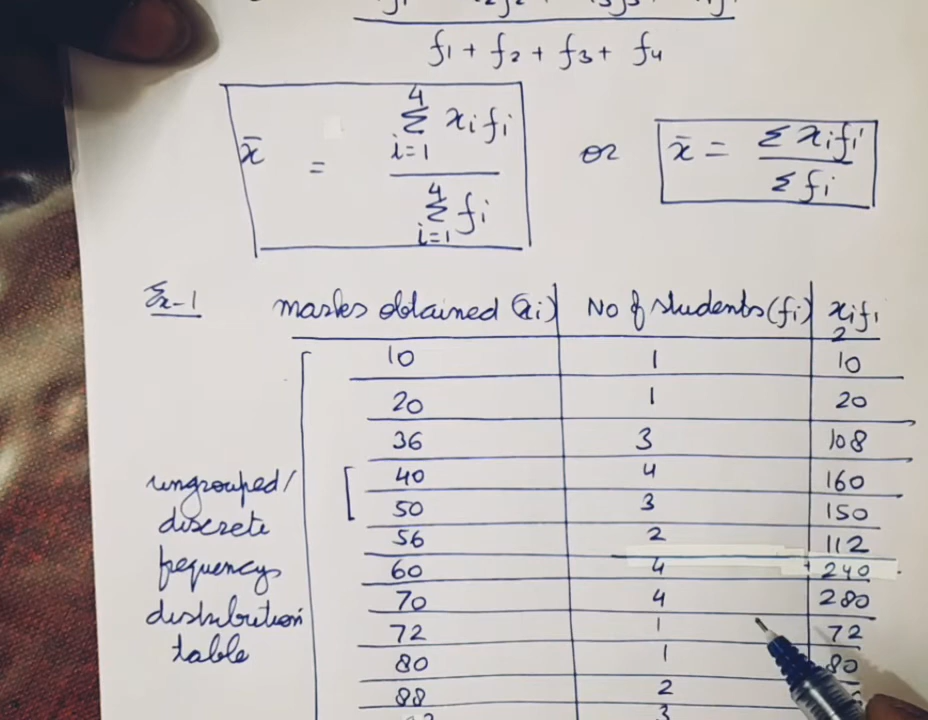 f₁ + f₂ + f₃ + f₄
x̄ = 4 Σ i=1 xᵢfᵢ / 4 Σ i=1 fᵢ or x̄ = Σxᵢfᵢ / Σfᵢ
Ex-1 marks obtained (xᵢ) No of students (fᵢ) xᵢfᵢ
10 1 10
20 1 20
36 3 108
40 4 160
ungrouped/
50 3 150
discrete
56 2 112
fequency
60 4 240
70 4 280
distribution
72 1 72
table
80 1 80
88 2
3